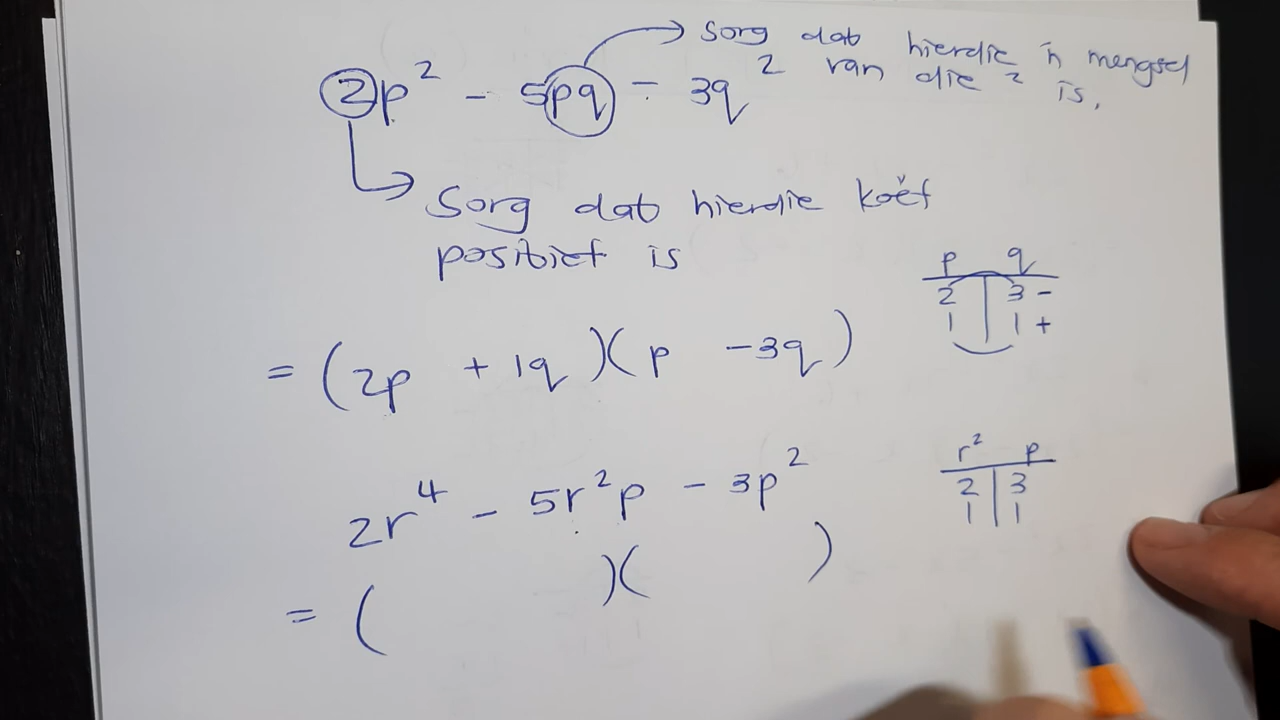 2p² - 5pq - 3q²
sorg dat hierdie 'n mengsel
van die ² is.
Sorg dat hierdie koëf
positief is
p q
2 3 -
1 1 +
= (2p + 1q)(p - 3q)
2r⁴ - 5r²p - 3p²
r² p
2 3
1 1
= ( )( )